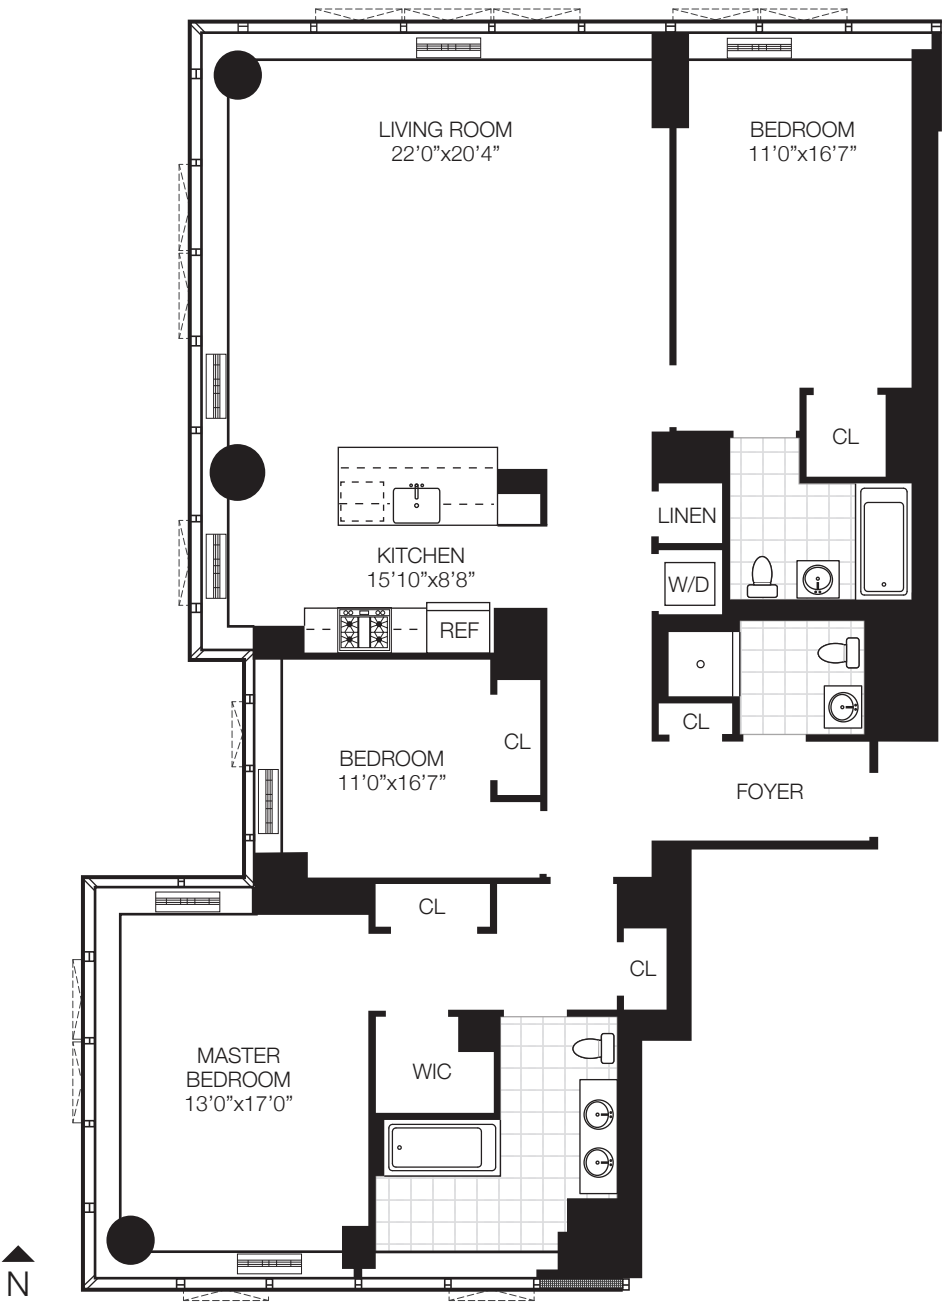 LIVING ROOM
22’0”x20’4”
BEDROOM
11’0”x16’7”
CL
LINEN
KITCHEN
15’10”x8’8”
W/D
REF
CL
BEDROOM
11’0”x16’7”
CL
FOYER
CL
CL
MASTER
BEDROOM
13’0”x17’0”
WIC
N